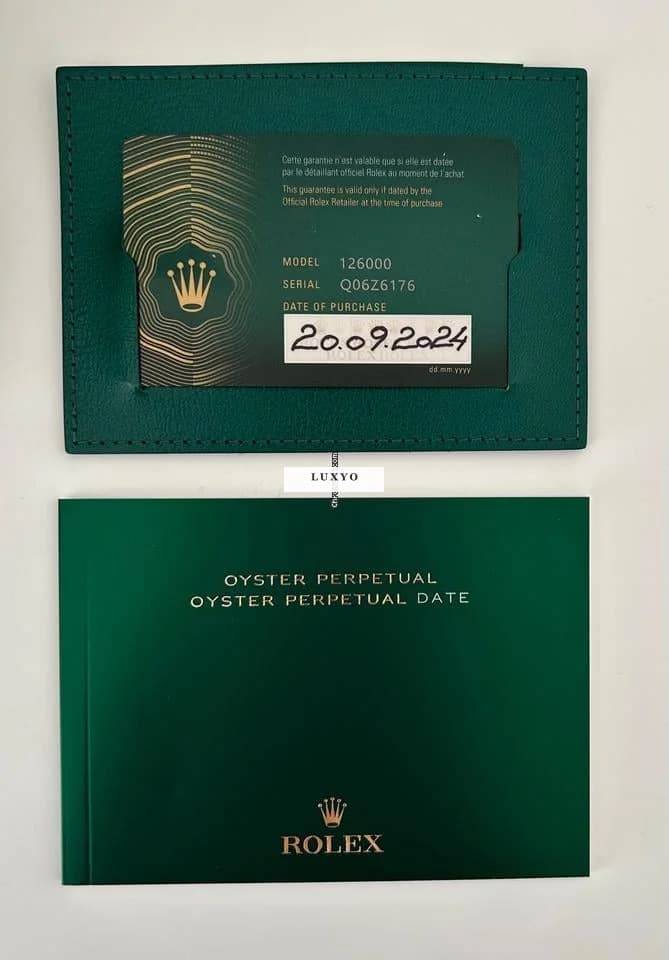 Cette garantie n'est valable que si elle est datée
par le détaillant officiel Rolex au moment de l'achat
This guarantee is valid only if dated by the
Official Rolex Retailer at the time of purchase
MODEL 126000
SERIAL Q06Z6176
DATE OF PURCHASE
20.09.2024
ROLEX ROLEX
dd.mm.yyyy
LUXYO
OYSTER PERPETUAL
OYSTER PERPETUAL DATE
ROLEX